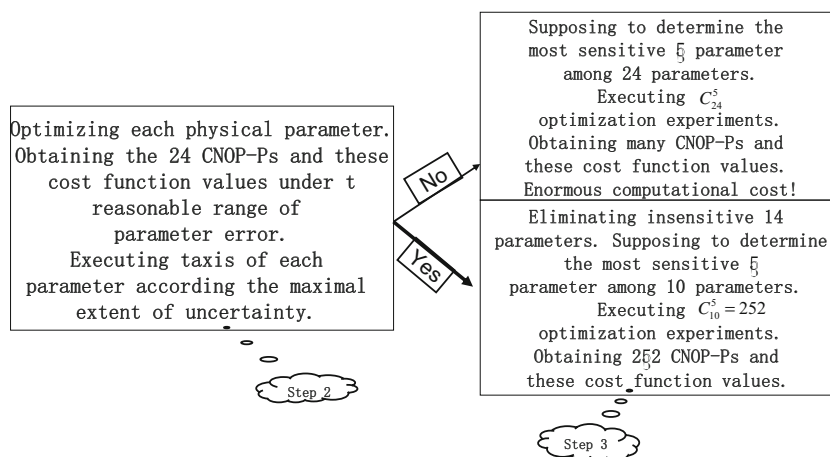 Optimizing each physical parameter.
Obtaining the 24 CNOP-Ps and these
cost function values under t
reasonable range of
parameter error.
Executing taxis of each
parameter according the maximal
extent of uncertainty.
Step 2
No
Yes
Supposing to determine the
most sensitive 5 parameter
among 24 parameters.
Executing C_{24}^{5}
optimization experiments.
Obtaining many CNOP-Ps and
these cost function values.
Enormous computational cost!
Eliminating insensitive 14
parameters. Supposing to determine
the most sensitive 5
parameter among 10 parameters.
Executing C_{10}^{5} = 252
optimization experiments.
Obtaining 252 CNOP-Ps and
these cost function values.
Step 3